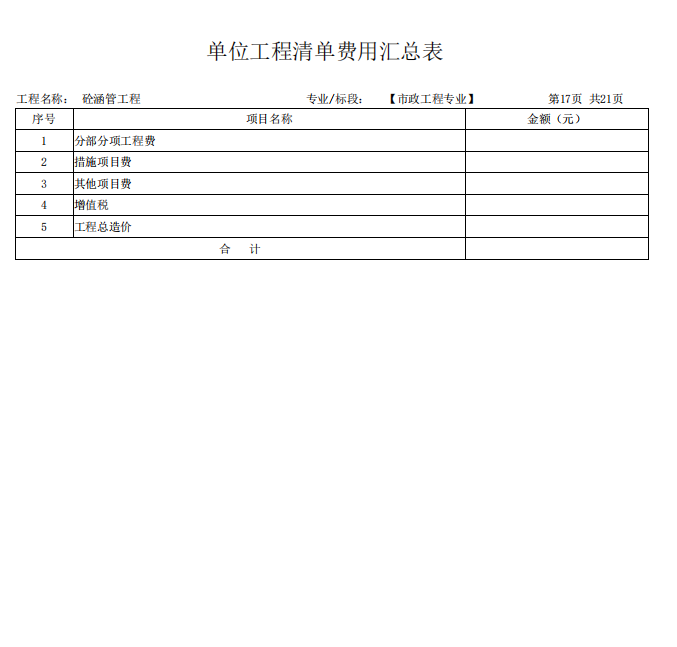 单位工程清单费用汇总表
工程名称： 砼涵管工程 专业/标段： 【市政工程专业】 第17页 共21页
序号 项目名称 金额（元）
1 分部分项工程费
2 措施项目费
3 其他项目费
4 增值税
5 工程总造价
合 计